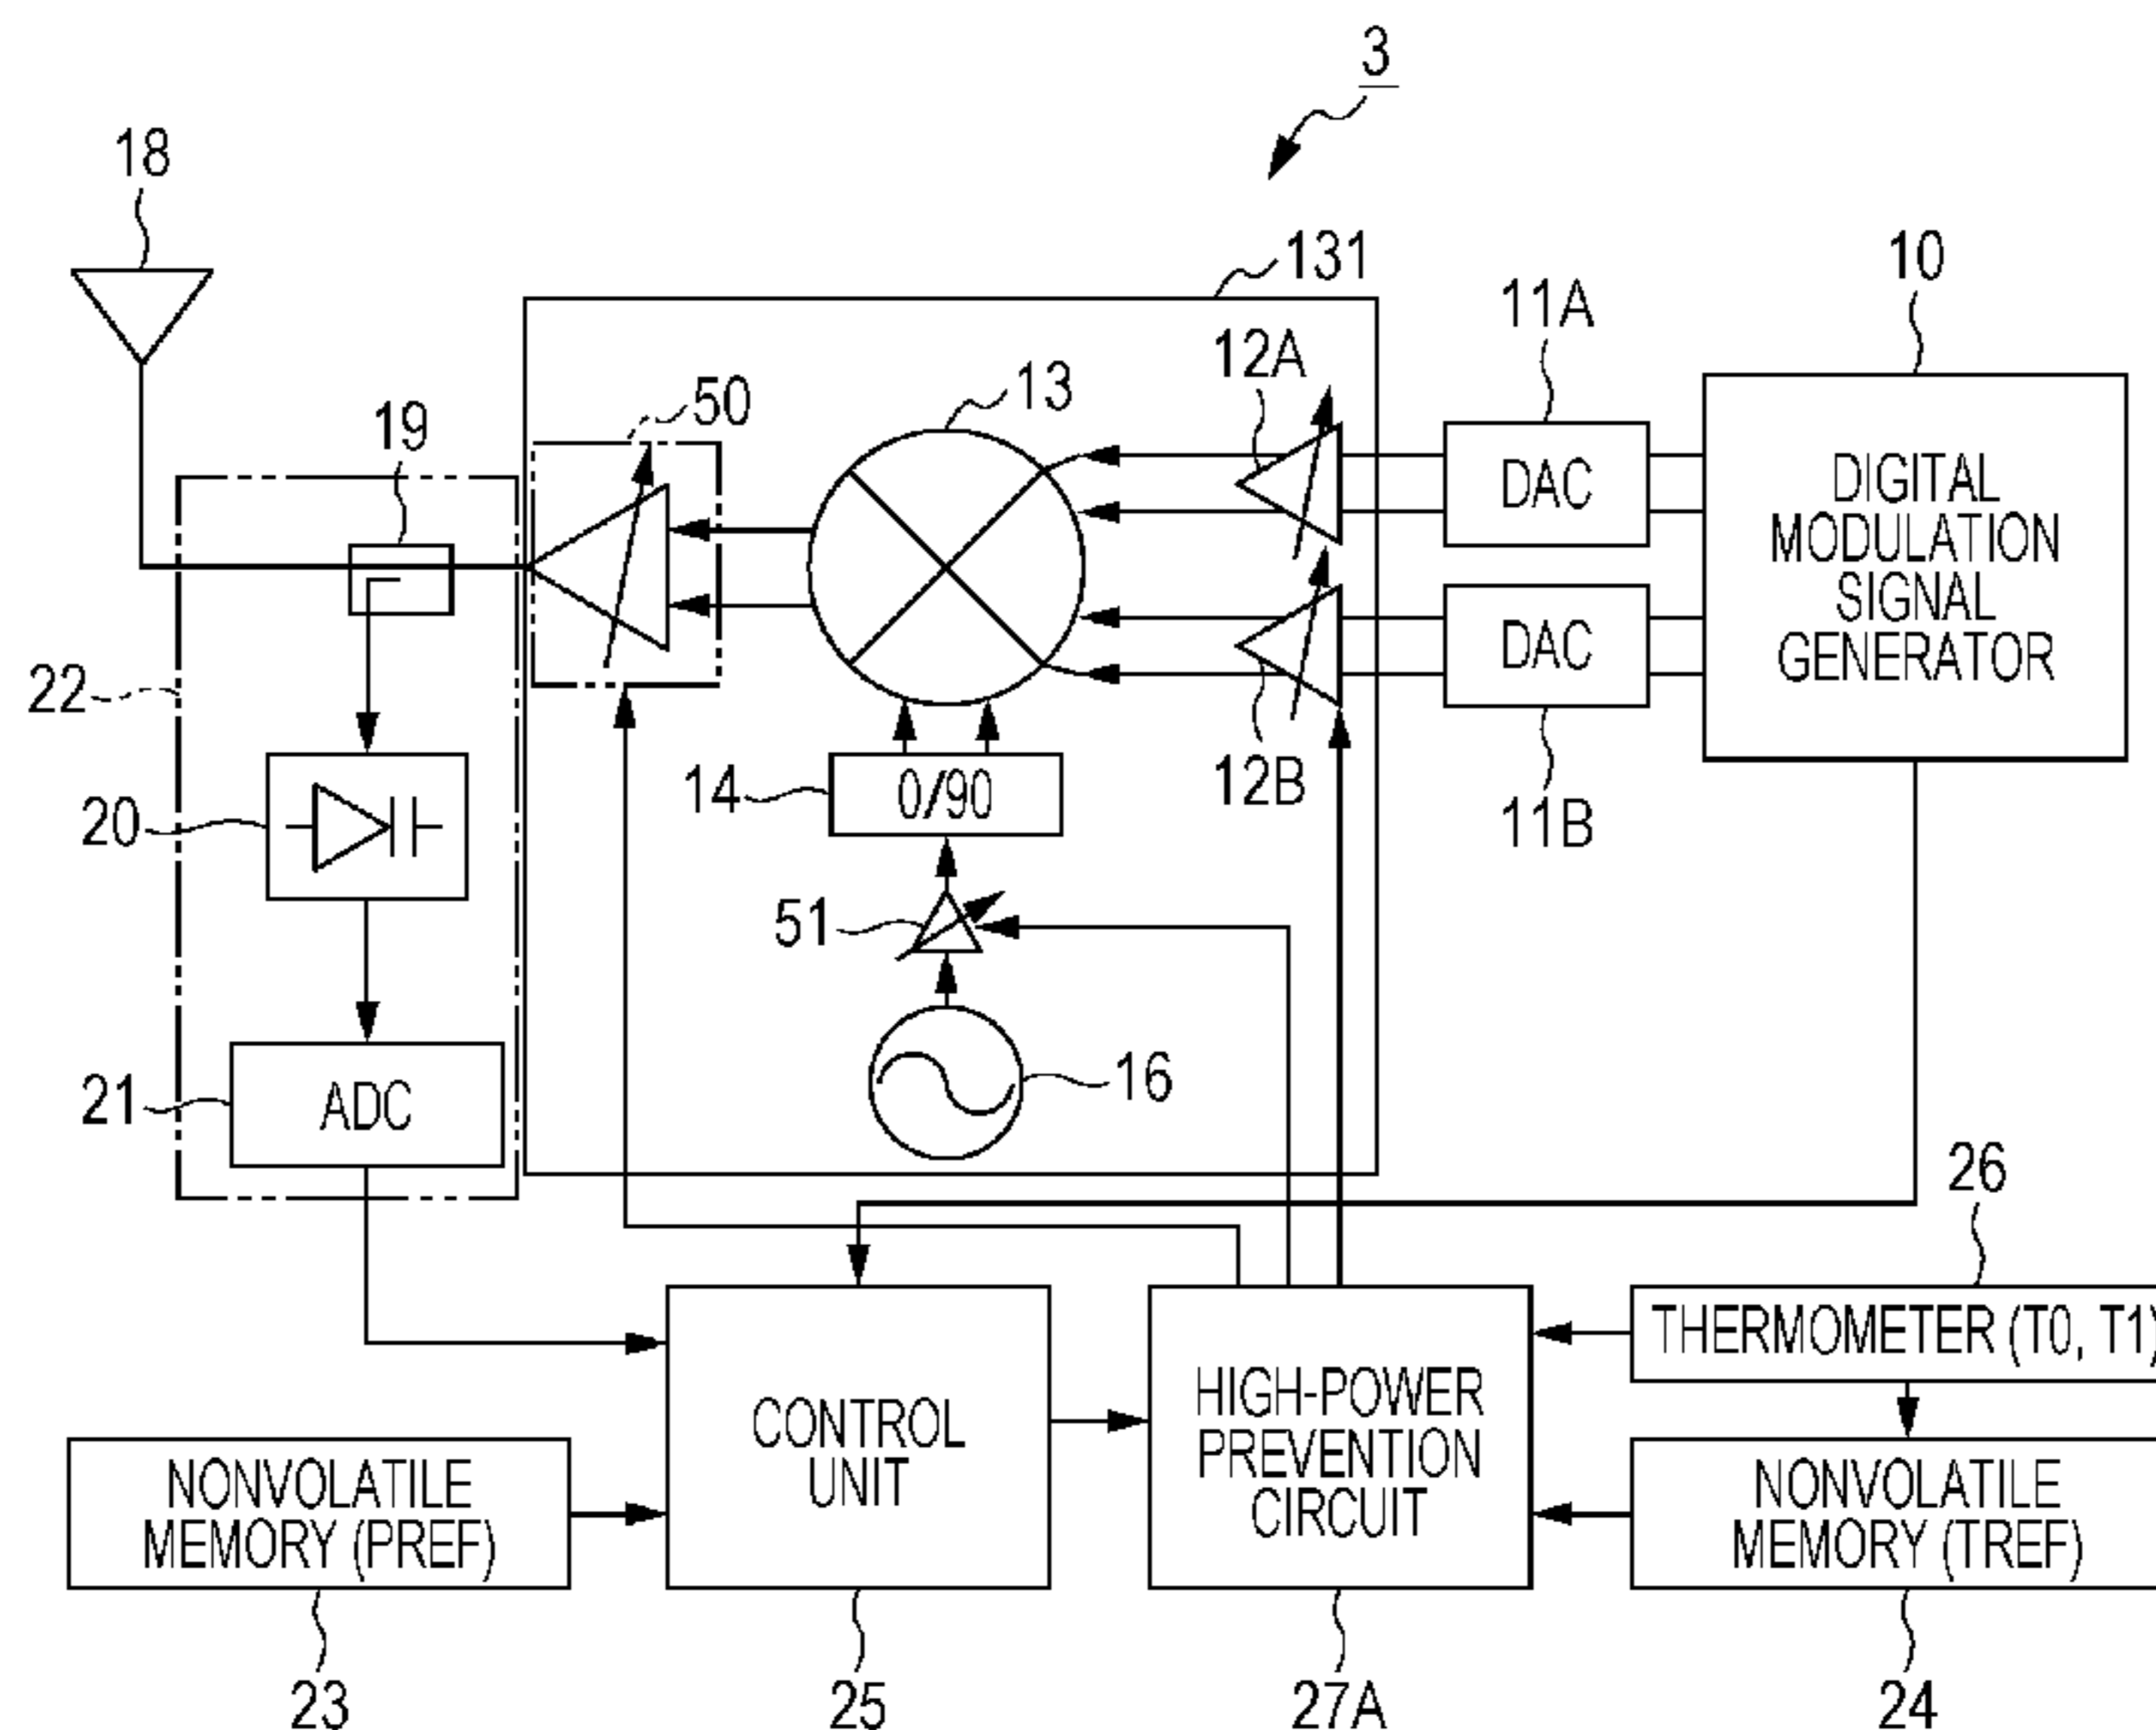 3
18
131
10
11A
12A
50
13
19
DAC
DIGITAL
MODULATION
SIGNAL
GENERATOR
DAC
22
14
0/90
12B
11B
20
51
16
21
ADC
26
THERMOMETER (T0, T1)
CONTROL
UNIT
HIGH-POWER
PREVENTION
CIRCUIT
NONVOLATILE
MEMORY (PREF)
NONVOLATILE
MEMORY (TREF)
23
25
27A
24